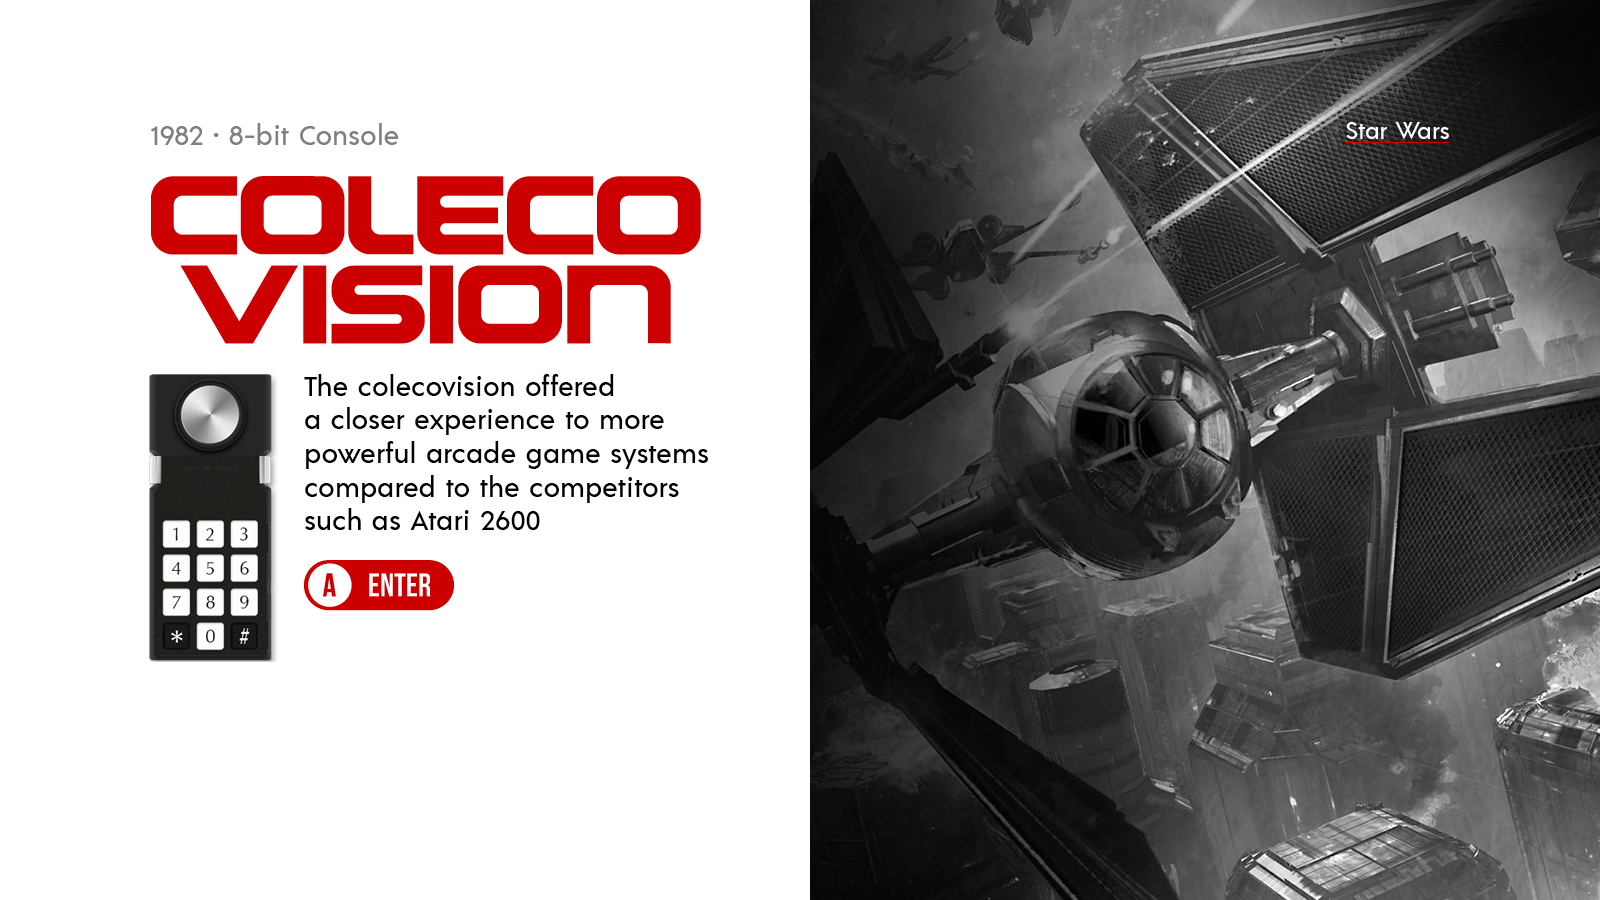 1982 · 8-bit Console
COLECO
VISION
The colecovision offered
a closer experience to more
powerful arcade game systems
compared to the competitors
such as Atari 2600
1 2 3
4 5 6
7 8 9
* 0 #
A ENTER
Star Wars